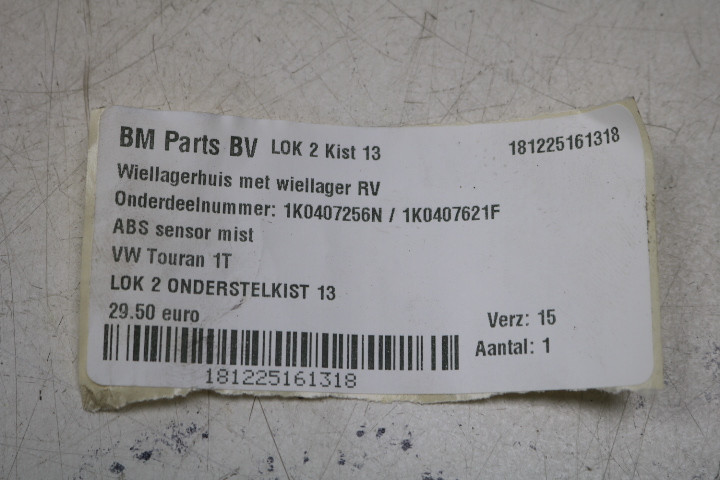 BM Parts BV LOK 2 Kist 13 181225161318
Wiellagerhuis met wiellager RV
Onderdeelnummer: 1K0407256N / 1K0407621F
ABS sensor mist
VW Touran 1T
LOK 2 ONDERSTELKIST 13
29.50 euro Verz: 15
Aantal: 1
181225161318